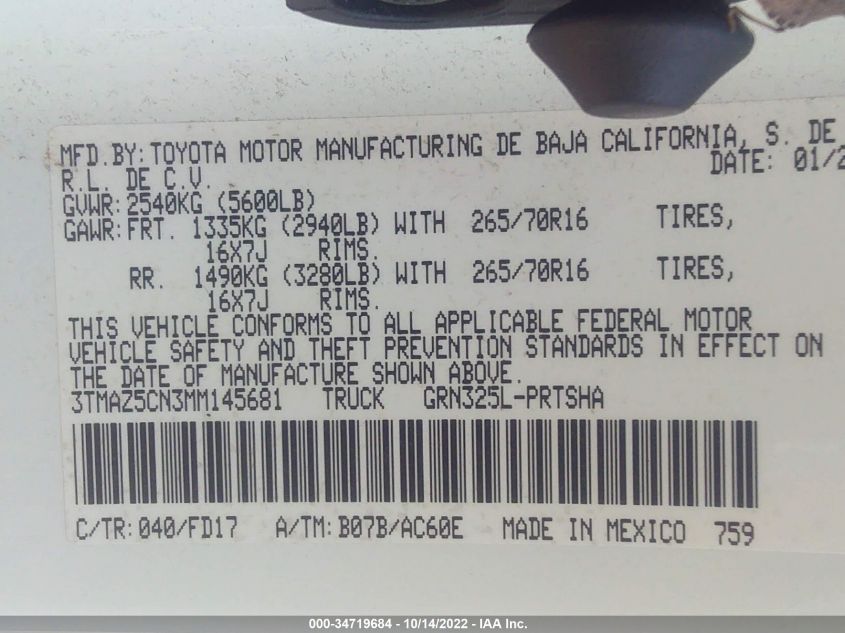 MFD.BY: TOYOTA MOTOR MANUFACTURING DE BAJA CALIFORNIA, S. DE
R.L. DE C.V. DATE: 01/2
GVWR: 2540KG (5600LB)
GAWR: FRT. 1335KG (2940LB) WITH 265/70R16 TIRES,
16X7J RIMS.
RR. 1490KG (3280LB) WITH 265/70R16 TIRES,
16X7J RIMS.
THIS VEHICLE CONFORMS TO ALL APPLICABLE FEDERAL MOTOR
VEHICLE SAFETY AND THEFT PREVENTION STANDARDS IN EFFECT ON
THE DATE OF MANUFACTURE SHOWN ABOVE.
3TMAZ5CN3MM145681 TRUCK GRN325L-PRTSHA
C/TR: 040/FD17 A/TM: B07B/AC60E MADE IN MEXICO 759
000-34719684 - 10/14/2022 - IAA Inc.